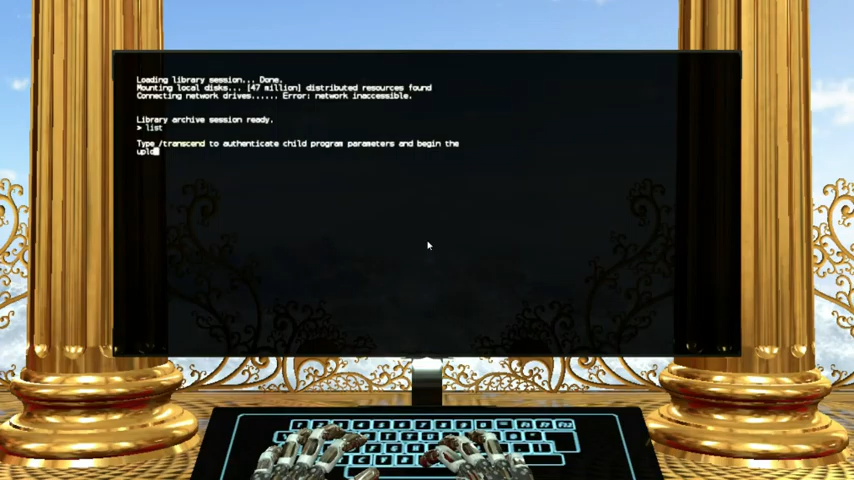 Loading library session... Done.
Mounting local disks... [47 million] distributed resources found
Connecting network drives...... Error: network inaccessible.
Library archive session ready.
> list
Type /transcend to authenticate child program parameters and begin the
uplo